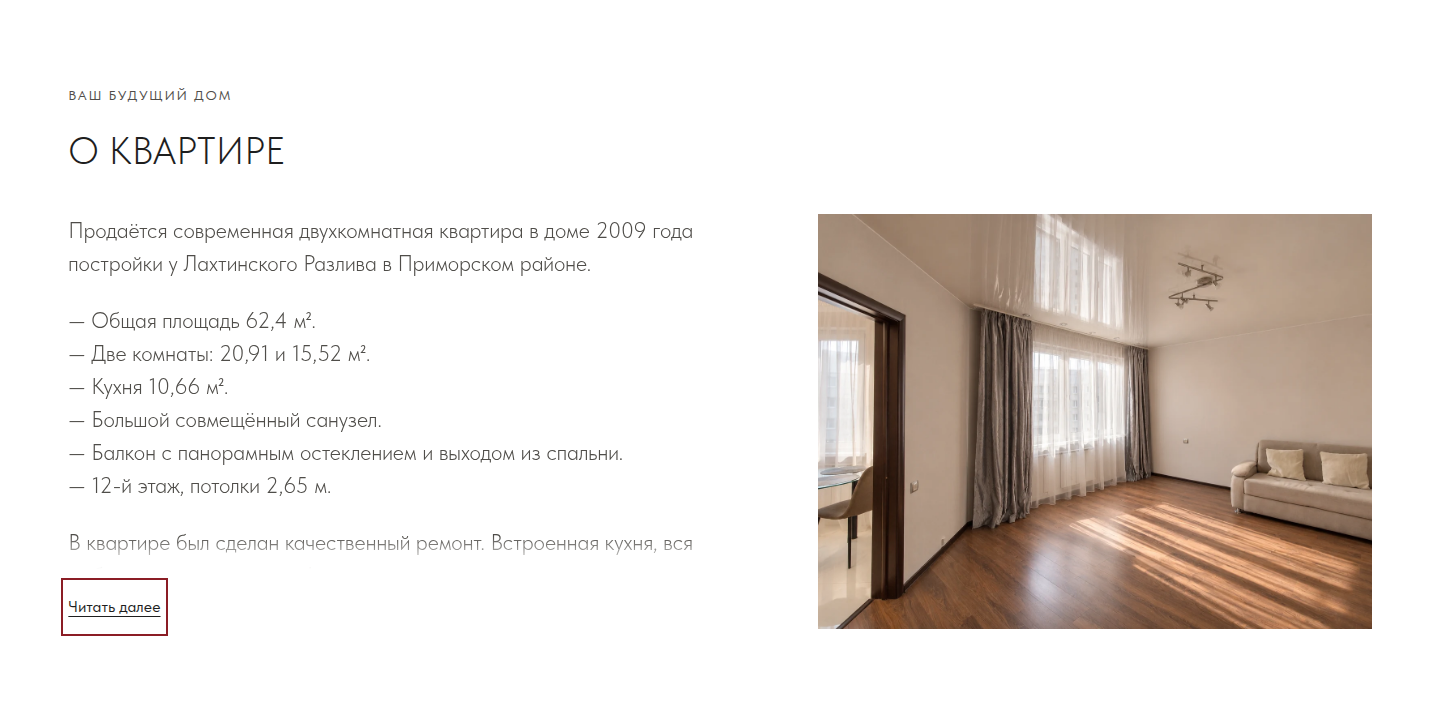 ВАШ БУДУЩИЙ ДОМ
О КВАРТИРЕ
Продаётся современная двухкомнатная квартира в доме 2009 года
постройки у Лахтинского Разлива в Приморском районе.
— Общая площадь 62,4 м².
— Две комнаты: 20,91 и 15,52 м².
— Кухня 10,66 м².
— Большой совмещённый санузел.
— Балкон с панорамным остеклением и выходом из спальни.
— 12-й этаж, потолки 2,65 м.
В квартире был сделан качественный ремонт. Встроенная кухня, вся
Читать далее